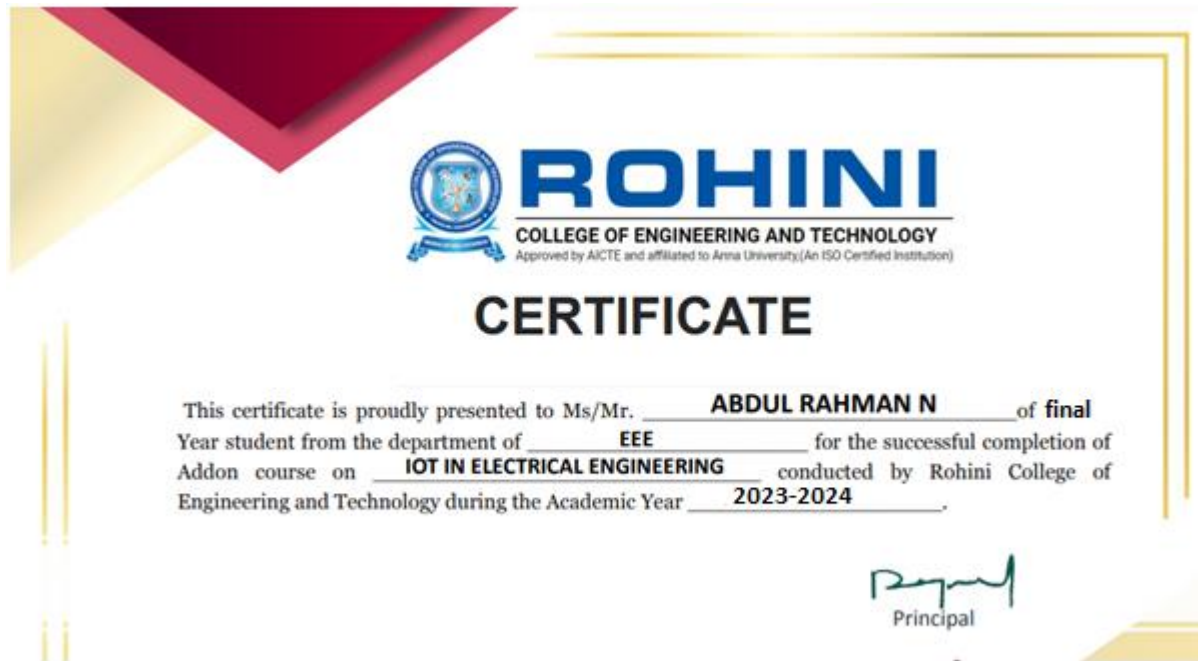 ROHINI
COLLEGE OF ENGINEERING AND TECHNOLOGY
Approved by AICTE and affiliated to Anna University,(An ISO Certified Institution)
CERTIFICATE
This certificate is proudly presented to Ms/Mr. ABDUL RAHMAN N of final
Year student from the department of EEE for the successful completion of
Addon course on IOT IN ELECTRICAL ENGINEERING conducted by Rohini College of
Engineering and Technology during the Academic Year 2023-2024.
Principal